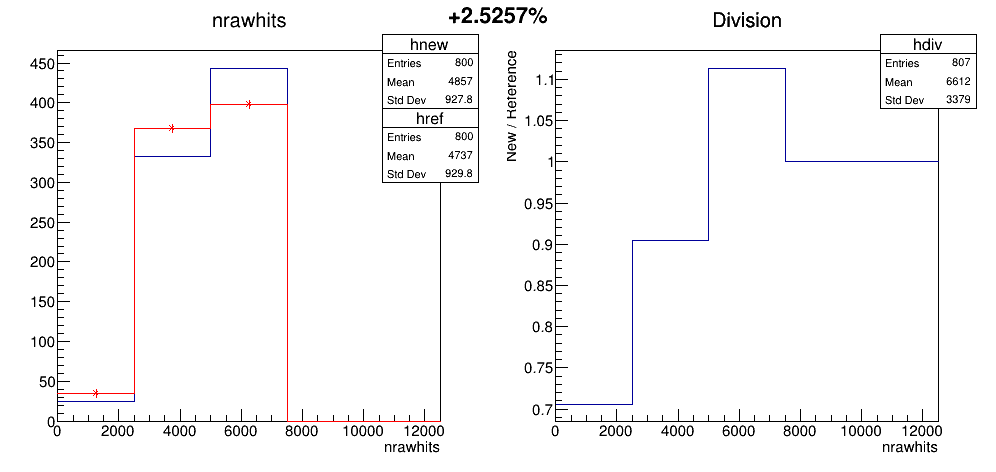 +2.5257%
nrawhits
hnew
Entries 800
Mean 4857
Std Dev 927.8
href
Entries 800
Mean 4737
Std Dev 929.8
450
400
350
300
250
200
150
100
50
0
0 2000 4000 6000 8000 10000 12000
nrawhits
Division
hdiv
Entries 807
Mean 6612
Std Dev 3379
New / Reference
1.1
1.05
1
0.95
0.9
0.85
0.8
0.75
0.7
0 2000 4000 6000 8000 10000 12000
nrawhits